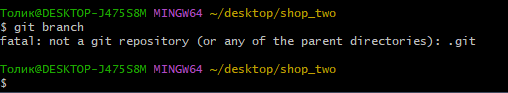 Толик@DESKTOP-J475S8M MINGW64 ~/desktop/shop_two
$ git branch
fatal: not a git repository (or any of the parent directories): .git
Толик@DESKTOP-J475S8M MINGW64 ~/desktop/shop_two
$